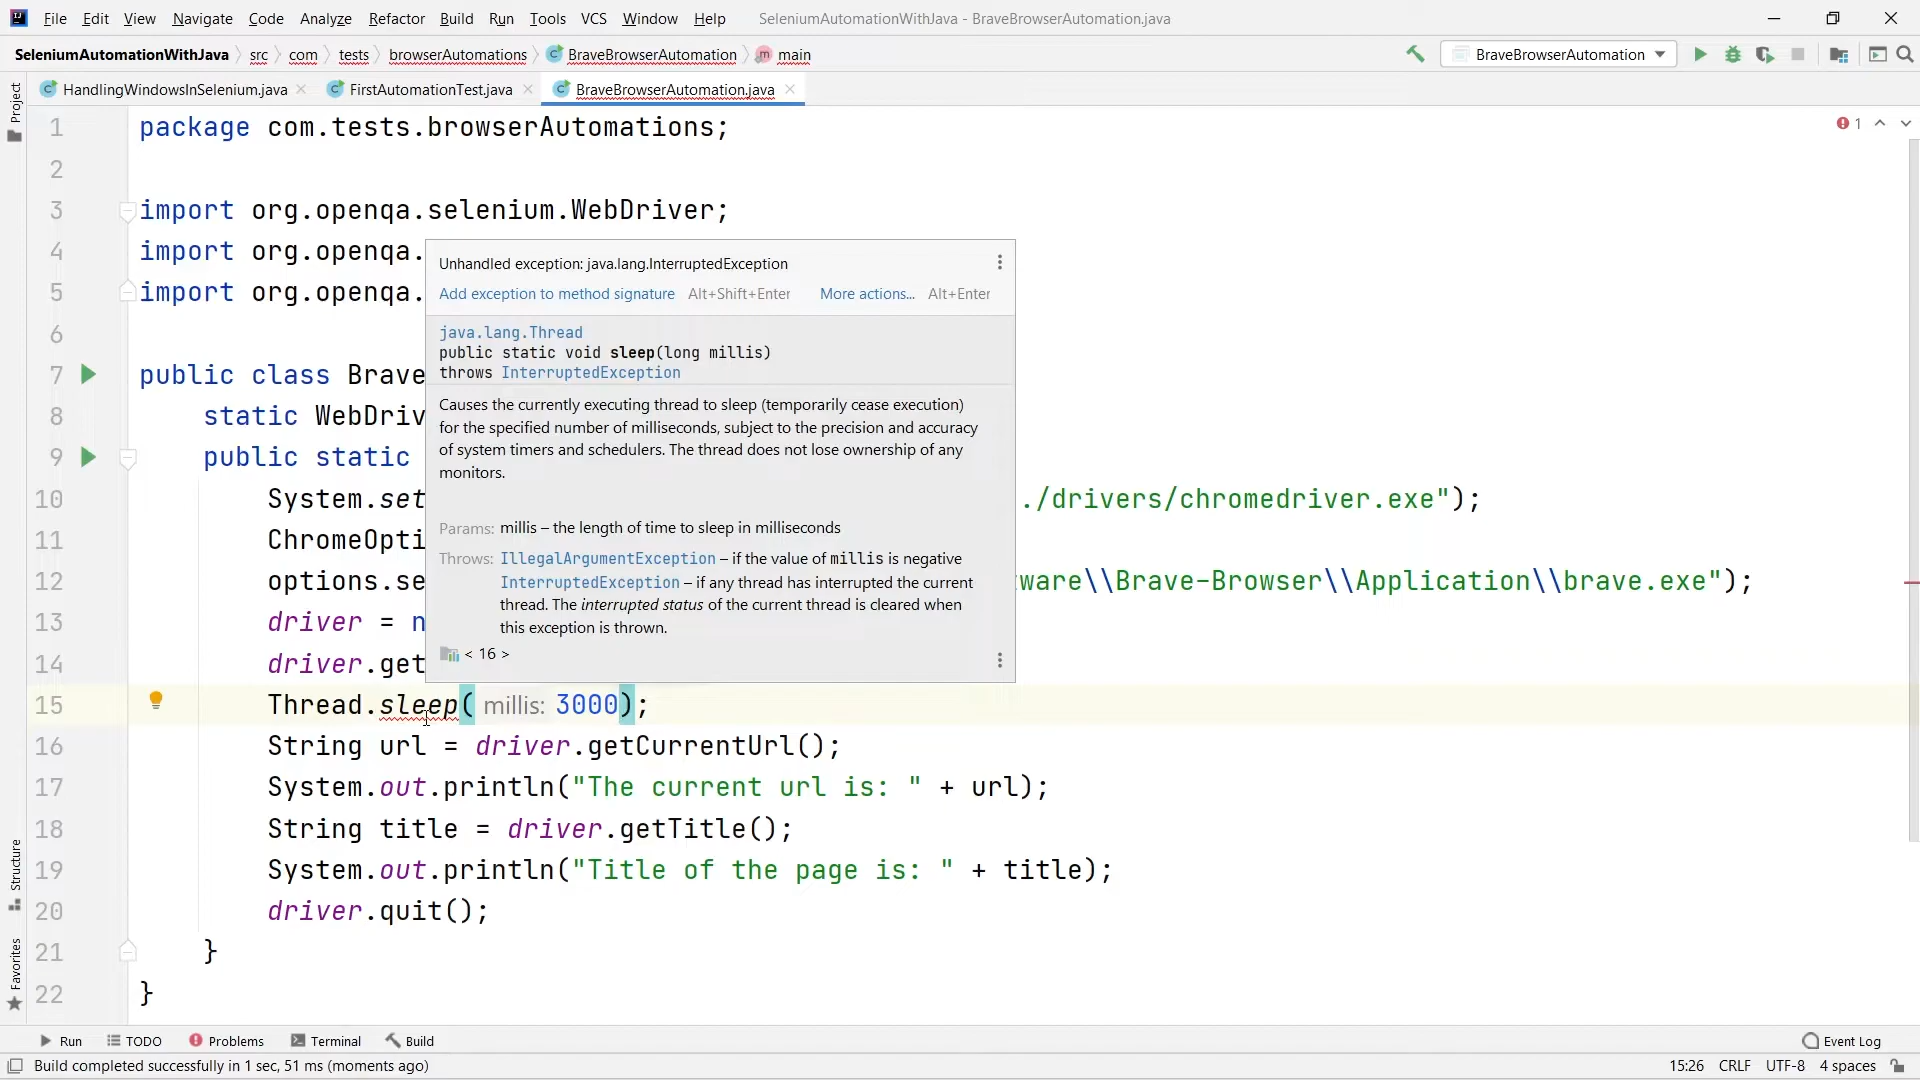 File Edit View Navigate Code Analyze Refactor Build Run Tools VCS Window Help SeleniumAutomationWithJava - BraveBrowserAutomation.java
SeleniumAutomationWithJava src com tests browserAutomations BraveBrowserAutomation main BraveBrowserAutomation
HandlingWindowsInSelenium.java FirstAutomationTest.java BraveBrowserAutomation.java
Project
1 package com.tests.browserAutomations; 1
2
3 import org.openqa.selenium.WebDriver;
4 import org.openqa.
5 import org.openqa.
6
7 public class Brave
8 static WebDriv
9 public static
10 System.set ./drivers/chromedriver.exe");
11 ChromeOpti
12 options.se ware\\Brave-Browser\\Application\\brave.exe");
13 driver = n
14 driver.get
Unhandled exception: java.lang.InterruptedException
Add exception to method signature Alt+Shift+Enter More actions... Alt+Enter
java.lang.Thread
public static void sleep(long millis)
throws InterruptedException
Causes the currently executing thread to sleep (temporarily cease execution)
for the specified number of milliseconds, subject to the precision and accuracy
of system timers and schedulers. The thread does not lose ownership of any
monitors.
Params: millis – the length of time to sleep in milliseconds
Throws: IllegalArgumentException – if the value of millis is negative
InterruptedException – if any thread has interrupted the current
thread. The interrupted status of the current thread is cleared when
this exception is thrown.
< 16 >
15 Thread.sleep( millis: 3000);
16 String url = driver.getCurrentUrl();
17 System.out.println("The current url is: " + url);
18 String title = driver.getTitle();
19 System.out.println("Title of the page is: " + title);
20 driver.quit();
21 }
22 }
Structure
Favorites
Run TODO Problems Terminal Build Event Log
Build completed successfully in 1 sec, 51 ms (moments ago) 15:26 CRLF UTF-8 4 spaces